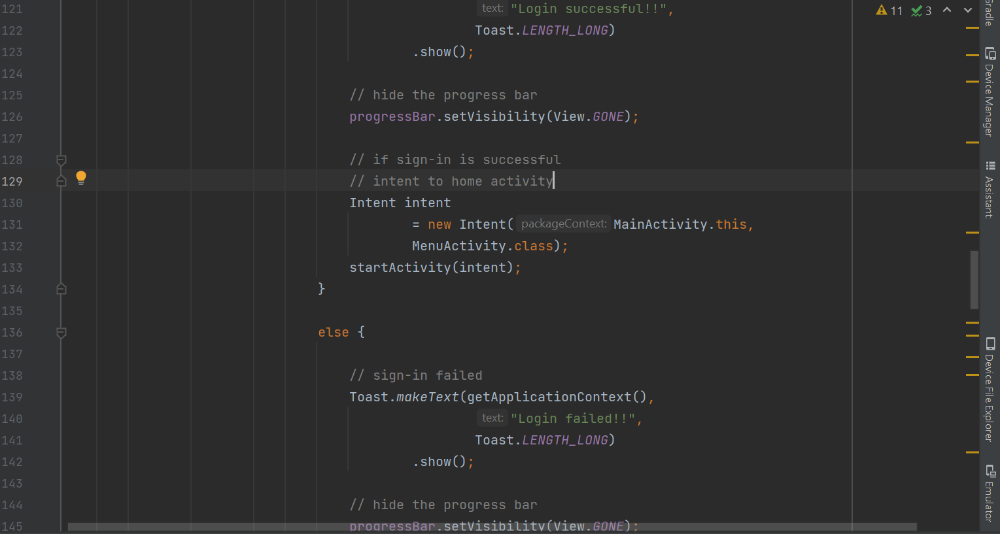 121 text: "Login successful!!",
122 Toast.LENGTH_LONG)
123 .show();
124
125 // hide the progress bar
126 progressBar.setVisibility(View.GONE);
127
128 // if sign-in is successful
129 // intent to home activity
130 Intent intent
131 = new Intent( packageContext: MainActivity.this,
132 MenuActivity.class);
133 startActivity(intent);
134 }
135
136 else {
137
138 // sign-in failed
139 Toast.makeText(getApplicationContext(),
140 text: "Login failed!!",
141 Toast.LENGTH_LONG)
142 .show();
143
144 // hide the progress bar
145 progressBar.setVisibility(View.GONE);
11 3
Device Manager
Assistant
Device File Explorer
Emulator